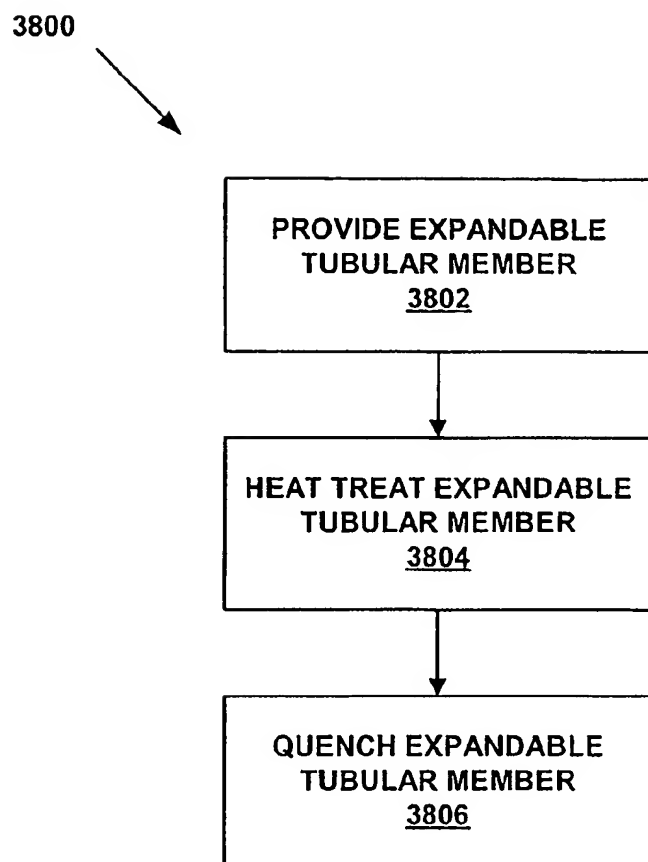 3800
PROVIDE EXPANDABLE
TUBULAR MEMBER
3802
HEAT TREAT EXPANDABLE
TUBULAR MEMBER
3804
QUENCH EXPANDABLE
TUBULAR MEMBER
3806